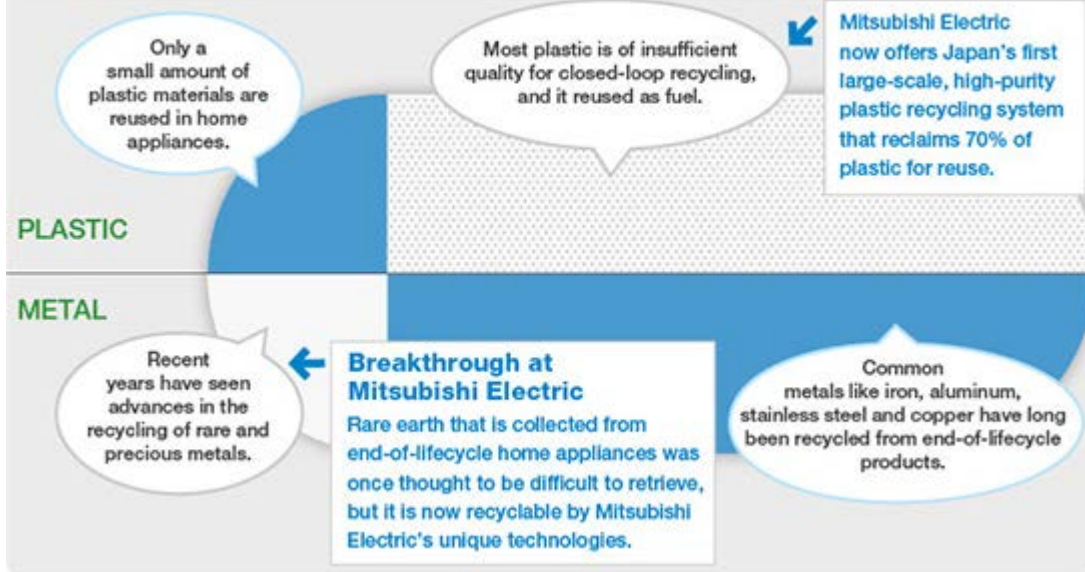 Only a
small amount of
plastic materials are
reused in home
appliances.
Most plastic is of insufficient
quality for closed-loop recycling,
and it reused as fuel.
Mitsubishi Electric
now offers Japan's first
large-scale, high-purity
plastic recycling system
that reclaims 70% of
plastic for reuse.
PLASTIC
METAL
Recent
years have seen
advances in the
recycling of rare and
precious metals.
Breakthrough at
Mitsubishi Electric
Rare earth that is collected from
end-of-lifecycle home appliances was
once thought to be difficult to retrieve,
but it is now recyclable by Mitsubishi
Electric's unique technologies.
Common
metals like iron, aluminum,
stainless steel and copper have long
been recycled from end-of-lifecycle
products.